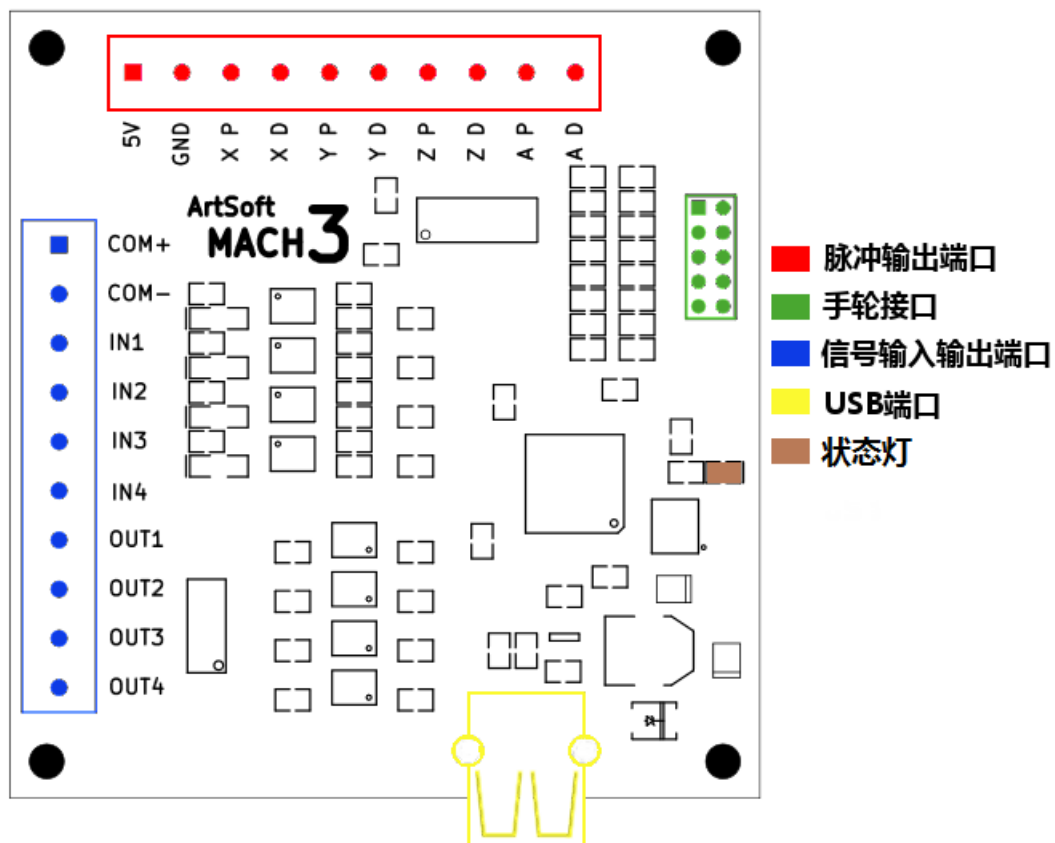 5V
GND
X P
X D
Y P
Y D
Z P
Z D
A P
A D
ArtSoft
MACH3
COM+
COM-
IN1
IN2
IN3
IN4
OUT1
OUT2
OUT3
OUT4
脉冲输出端口
手轮接口
信号输入输出端口
USB端口
状态灯